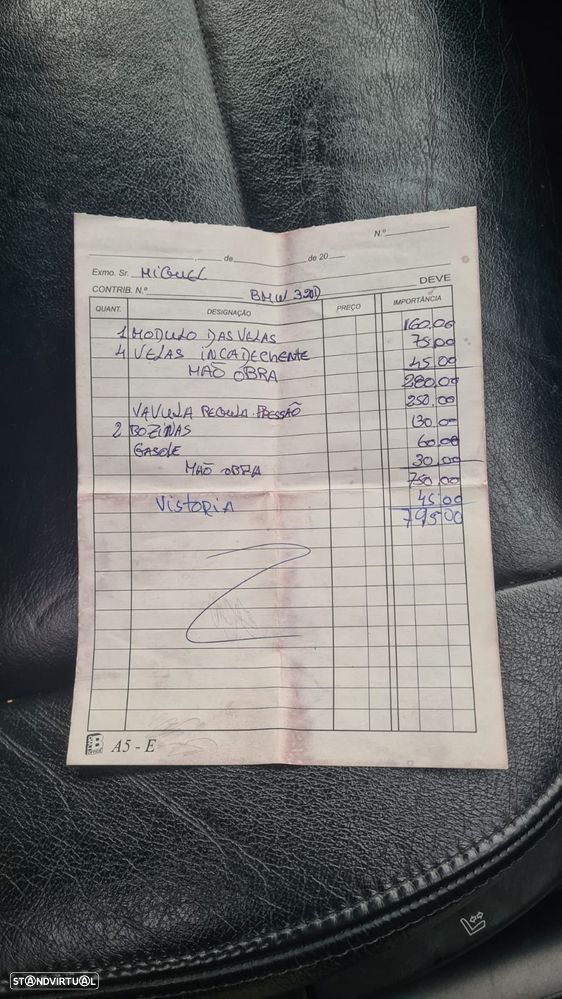 N.º
de de 20
Exmo. Sr. MIGUEL
CONTRIB. N.º BMW 320D DEVE
QUANT. DESIGNAÇÃO PREÇO IMPORTÂNCIA
1 MODULO DAS VELAS 160,00
4 VELAS INCADECHENTE 75,00
MAÕ OBRA 45,00
280,00
VAVULA REGULA PRESSÃO 250,00
2 BOZINAS 130,00
GASOLE 60,00
MAÕ OBRA 30,00
750,00
VISTORIA 45,00
795,00
A5 - E
STANDVIRTUAL